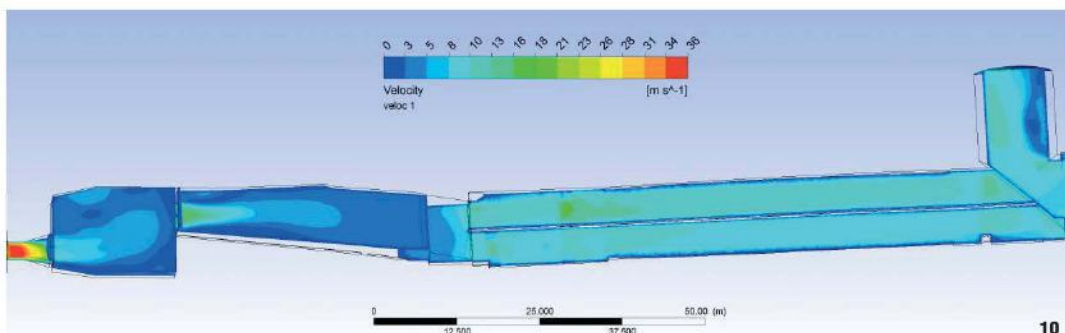 0 3 5 8 10 13 16 18 21 23 26 28 31 34 36
Velocity [m s^-1]
veloc 1
0 25.000 50.00 (m)
12.500 37.500
10